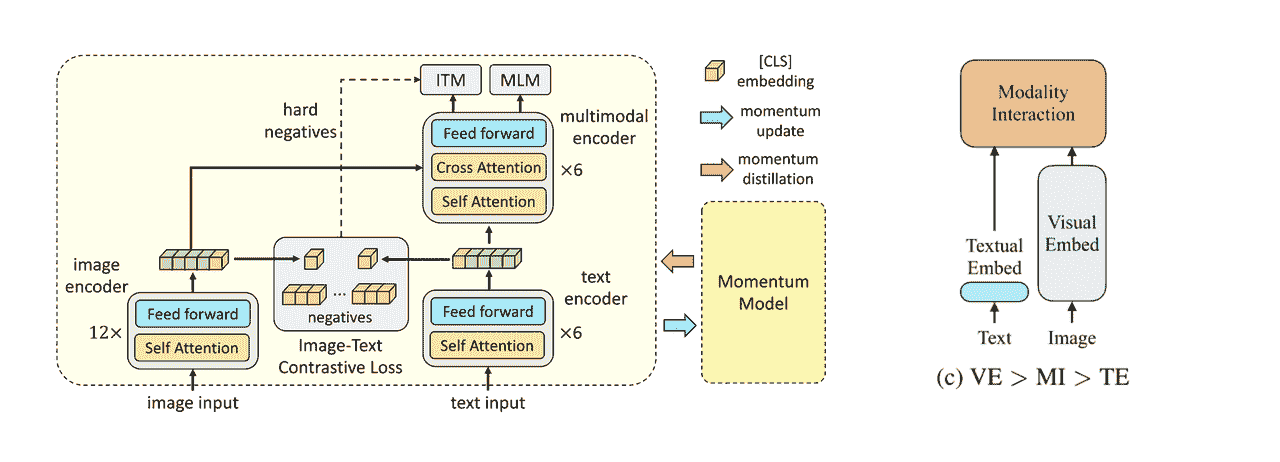 ITM
MLM
hard
negatives
Feed forward
Cross Attention
Self Attention
multimodal
encoder
×6
image
encoder
12×
Feed forward
Self Attention
...
negatives
Image-Text
Contrastive Loss
text
encoder
×6
Feed forward
Self Attention
image input
text input
[CLS]
embedding
momentum
update
momentum
distillation
Momentum
Model
Modality
Interaction
Textual
Embed
Visual
Embed
Text
Image
(c) VE > MI > TE